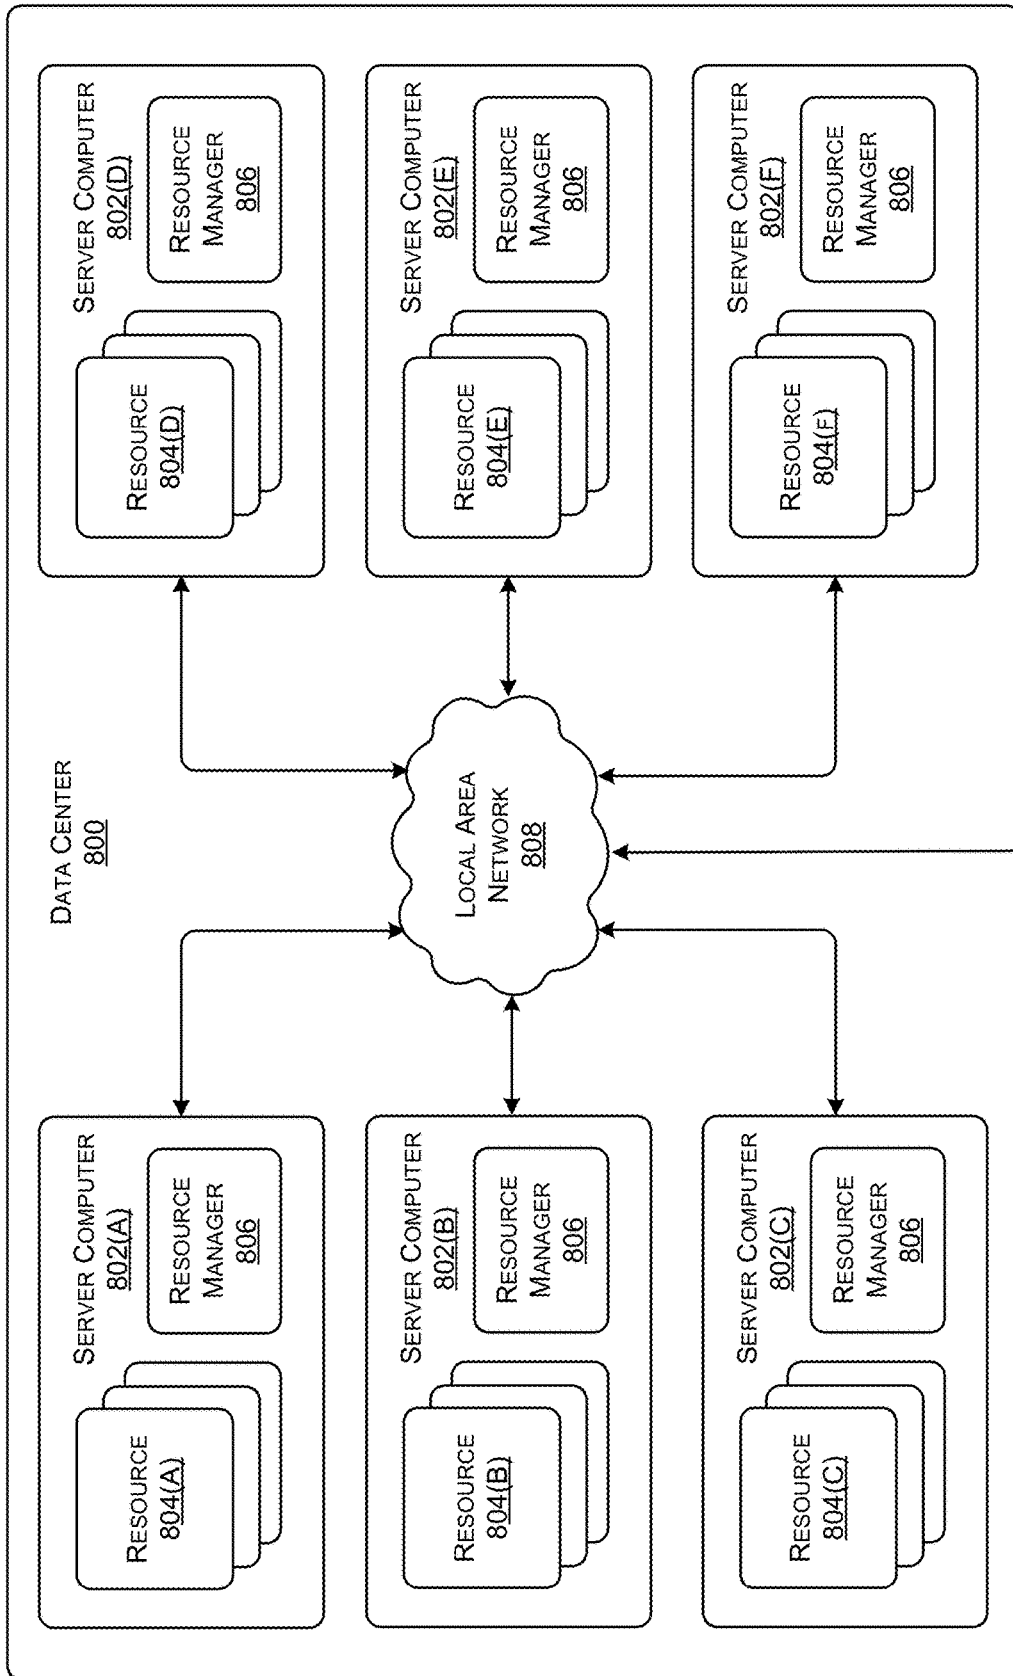 DATA CENTER
800
SERVER COMPUTER
802(A)
RESOURCE
804(A)
RESOURCE
MANAGER
806
SERVER COMPUTER
802(B)
RESOURCE
804(B)
RESOURCE
MANAGER
806
SERVER COMPUTER
802(C)
RESOURCE
804(C)
RESOURCE
MANAGER
806
LOCAL AREA
NETWORK
808
SERVER COMPUTER
802(D)
RESOURCE
804(D)
RESOURCE
MANAGER
806
SERVER COMPUTER
802(E)
RESOURCE
804(E)
RESOURCE
MANAGER
806
SERVER COMPUTER
802(F)
RESOURCE
804(F)
RESOURCE
MANAGER
806